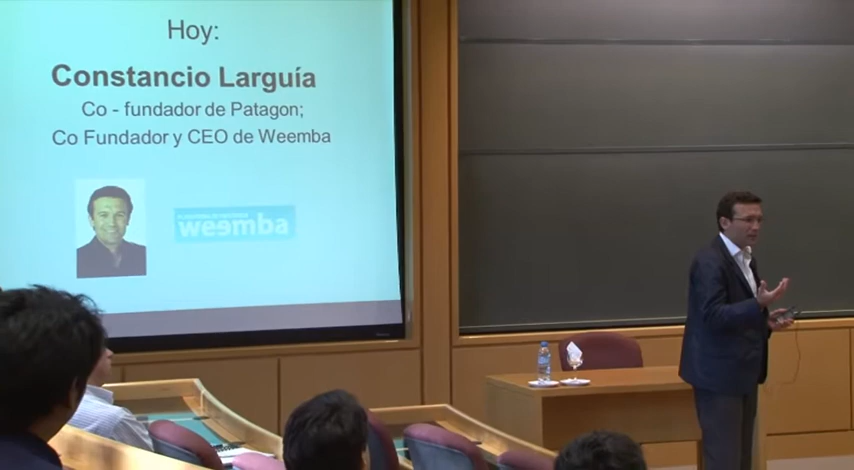 Hoy:
Constancio Larguía
Co - fundador de Patagon;
Co Fundador y CEO de Weemba
weemba